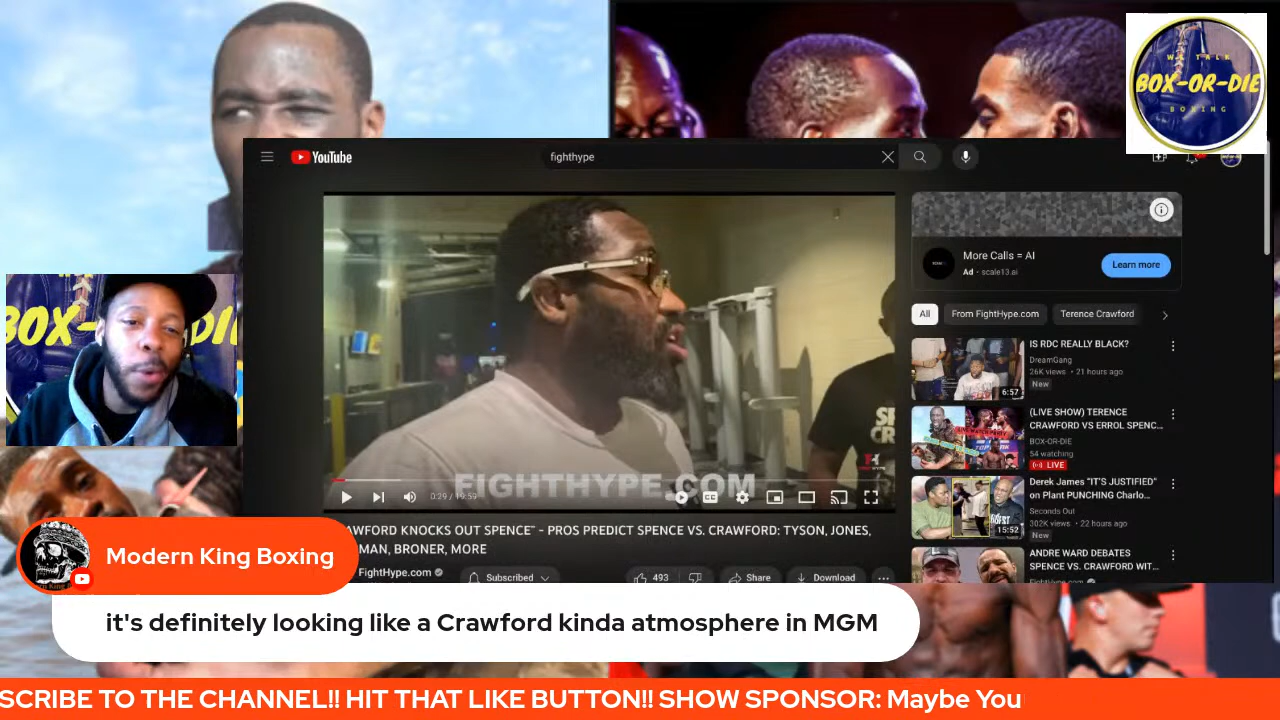 WE TALK
BOX-OR-DIE
BOXING
YouTube
fighthype
FIGHTHYPE.COM
0:29 / 19:59
AWFORD KNOCKS OUT SPENCE" - PROS PREDICT SPENCE VS. CRAWFORD: TYSON, JONES,
MAN, BRONER, MORE
FightHype.com
Subscribed
493
Share
Download
More Calls = AI
Ad · scale13.ai
Learn more
All
From FightHype.com
Terence Crawford
IS RDC REALLY BLACK?
DreamGang
26K views · 21 hours ago
New
6:57
(LIVE SHOW) TERENCE
CRAWFORD VS ERROL SPENC...
BOX-OR-DIE
54 watching
LIVE
Derek James "IT'S JUSTIFIED"
on Plant PUNCHING Charlo...
Seconds Out
302K views · 22 hours ago
New
15:52
ANDRE WARD DEBATES
SPENCE VS. CRAWFORD WIT...
FightHype.com
Modern King Boxing
it's definitely looking like a Crawford kinda atmosphere in MGM
SCRIBE TO THE CHANNEL!! HIT THAT LIKE BUTTON!! SHOW SPONSOR: Maybe You